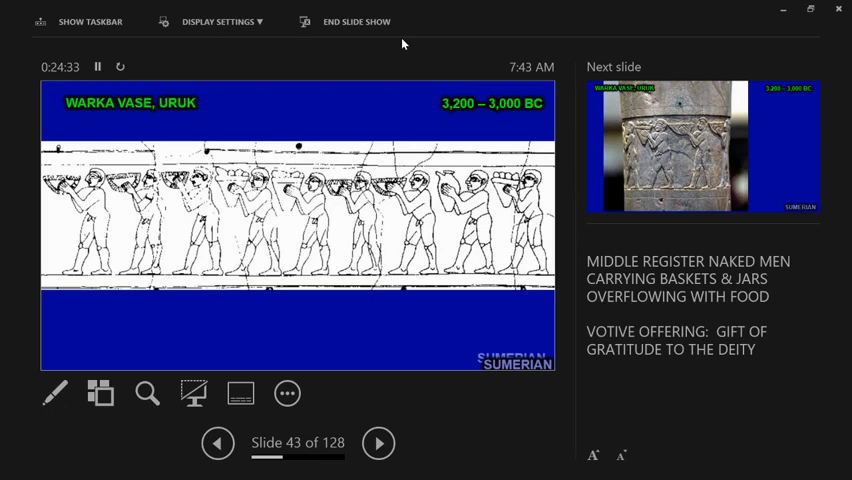 SHOW TASKBAR DISPLAY SETTINGS ▼ END SLIDE SHOW
0:24:33 7:43 AM
WARKA VASE, URUK 3,200 – 3,000 BC
SUMERIAN
SUMERIAN
Slide 43 of 128
Next slide
WARKA VASE, URUK 3,200 – 3,000 BC
SUMERIAN
MIDDLE REGISTER NAKED MEN
CARRYING BASKETS & JARS
OVERFLOWING WITH FOOD
VOTIVE OFFERING: GIFT OF
GRATITUDE TO THE DEITY
A A